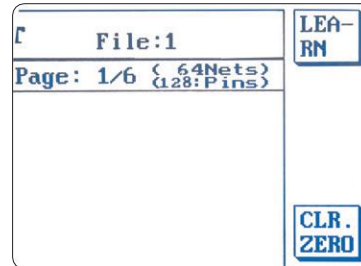 File:1
Page: 1/6 ( 64Nets)
(128:Pins)
LEA-
RN
CLR.
ZERO